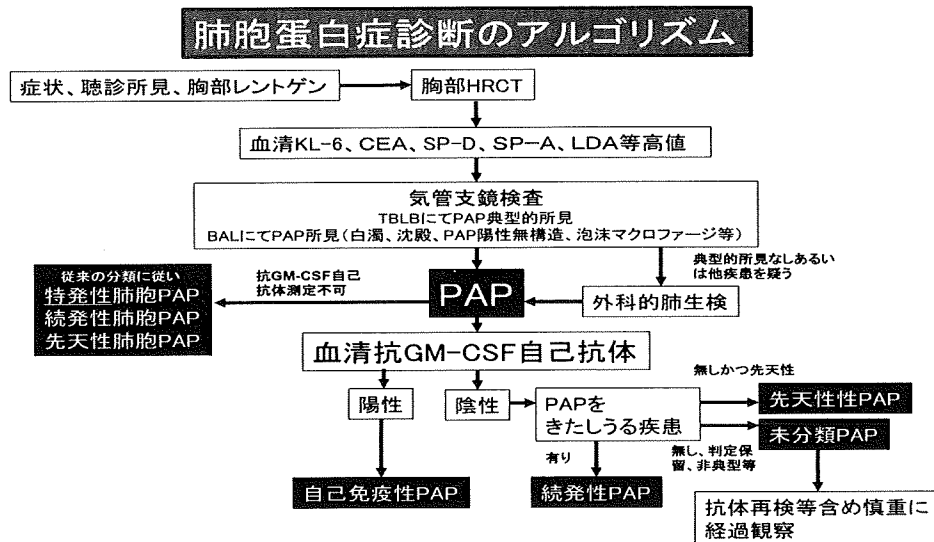 肺胞蛋白症診断のアルゴリズム
症状、聴診所見、胸部レントゲン
胸部HRCT
血清KL-6、CEA、SP-D、SP-A、LDA等高値
気管支鏡検査
TBLBにてPAP典型的所見
BALにてPAP所見(白濁、沈殿、PAP陽性無構造、泡沫マクロファージ等)
典型的所見なしあるい
は他疾患を疑う
従来の分類に従い
特発性肺胞PAP
続発性肺胞PAP
先天性肺胞PAP
抗GM-CSF自己
抗体測定不可
PAP
外科的肺生検
血清抗GM-CSF自己抗体
陽性
陰性
PAPを
きたしうる疾患
無しかつ先天性
先天性性PAP
未分類PAP
有り
無し、判定保
留、非典型等
自己免疫性PAP
続発性PAP
抗体再検等含め慎重に
経過観察